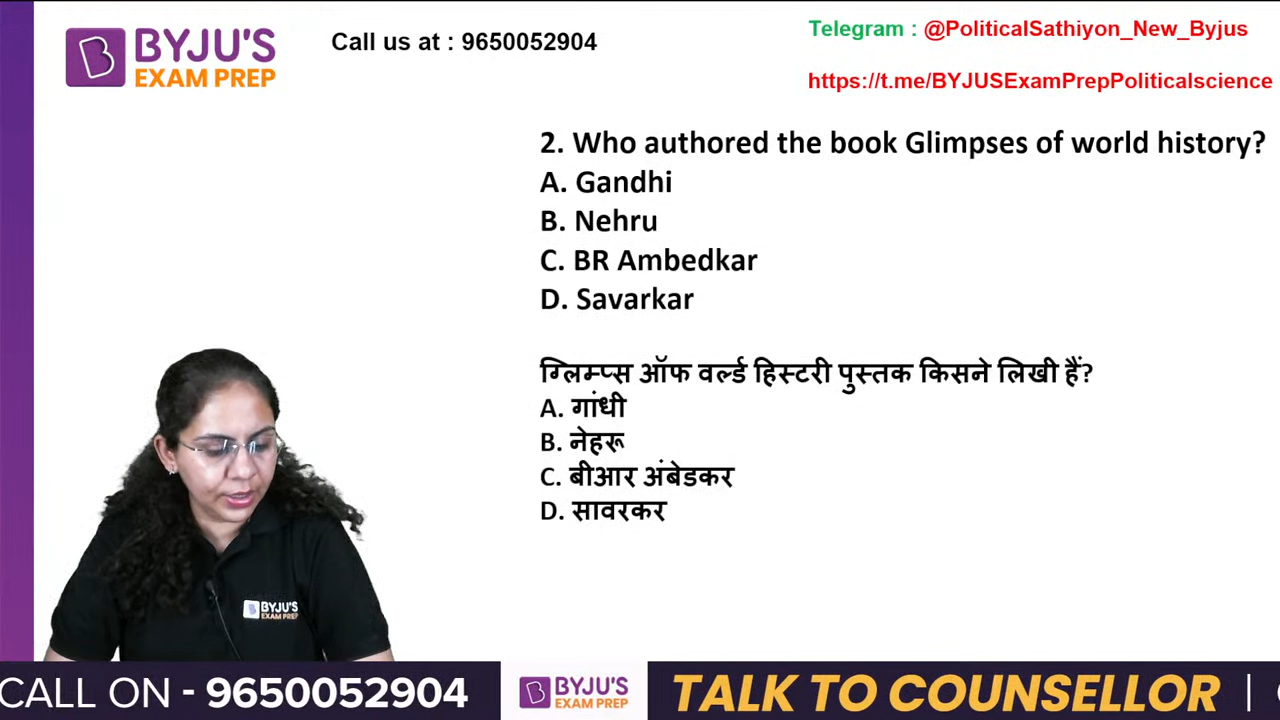 BYJU'S
EXAM PREP
Call us at : 9650052904
Telegram : @PoliticalSathiyon_New_Byjus
https://t.me/BYJUSExamPrepPoliticalscience
2. Who authored the book Glimpses of world history?
A. Gandhi
B. Nehru
C. BR Ambedkar
D. Savarkar
ग्लिम्प्स ऑफ वर्ल्ड हिस्टरी पुस्तक किसने लिखी हैं?
A. गांधी
B. नेहरू
C. बीआर अंबेडकर
D. सावरकर
BYJU'S
EXAM PREP
CALL ON - 9650052904
BYJU'S
EXAM PREP
TALK TO COUNSELLOR |